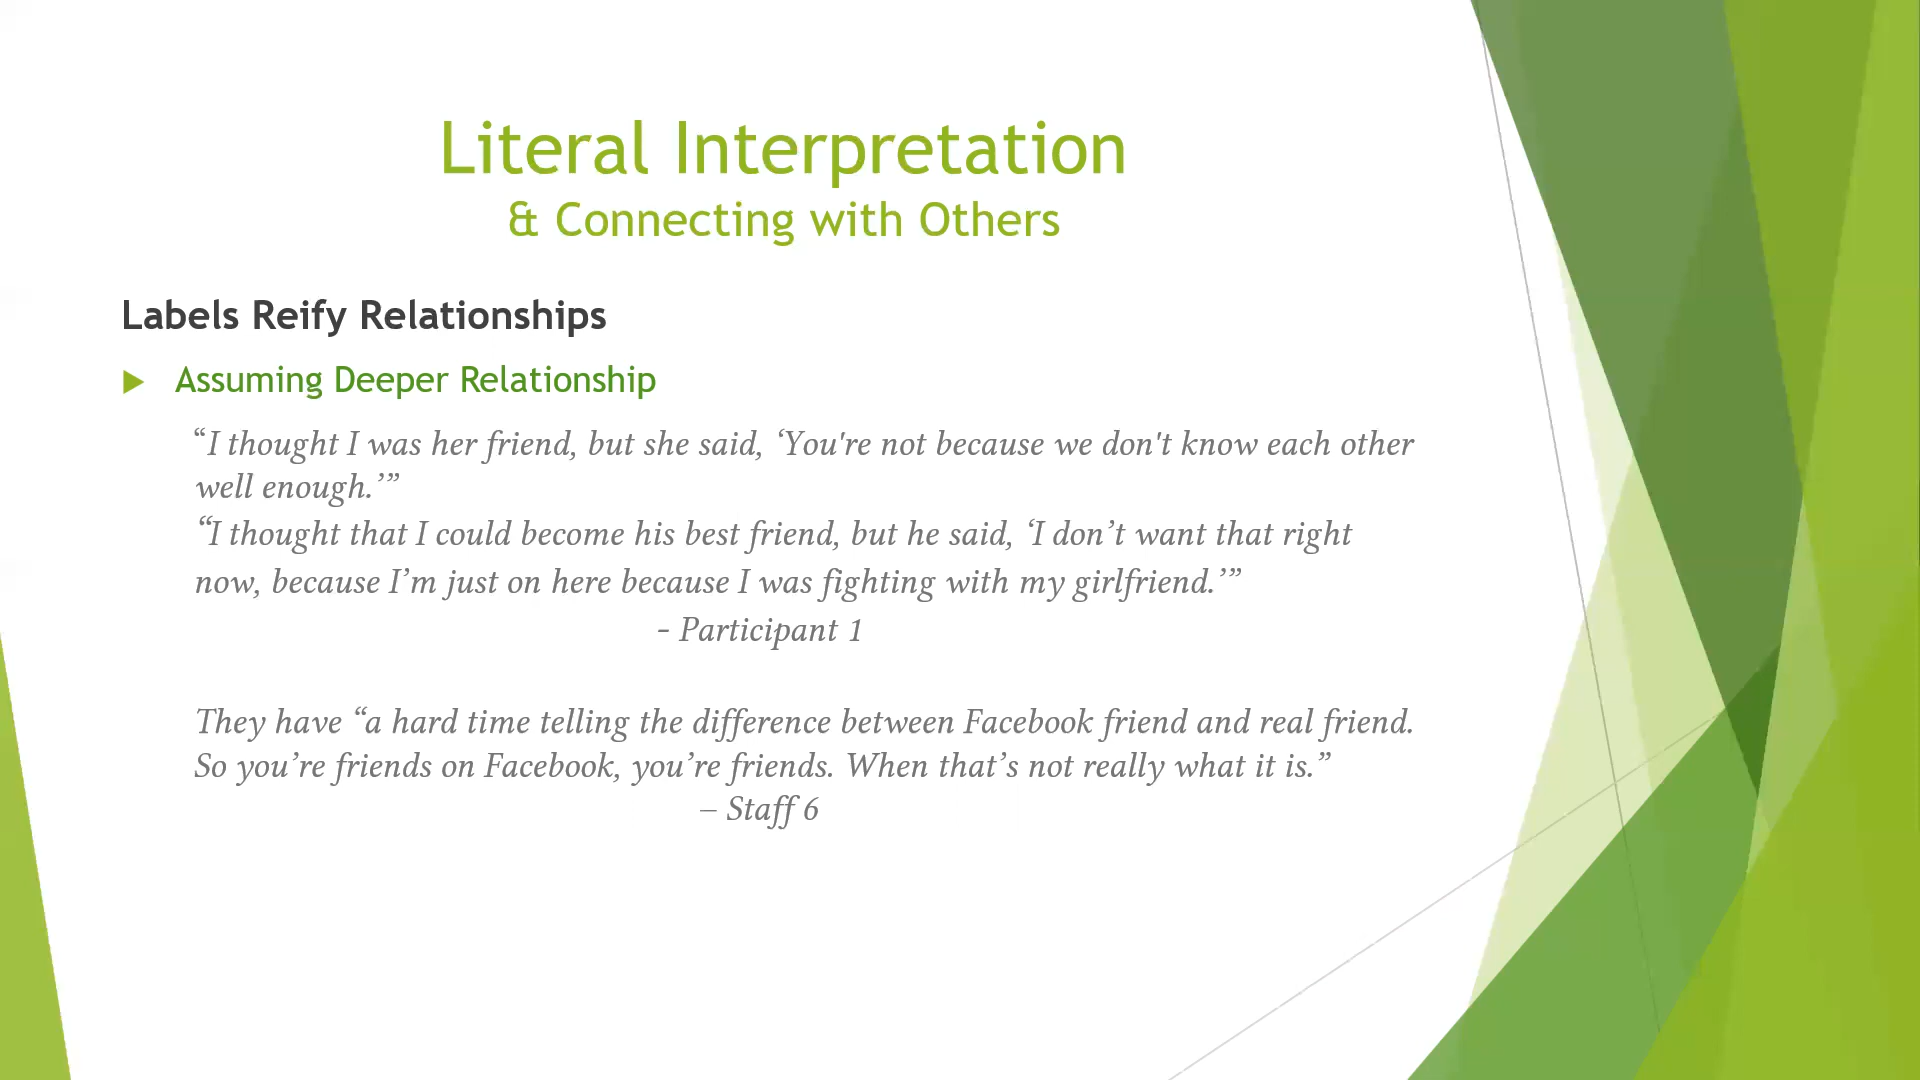 Literal Interpretation
& Connecting with Others
Labels Reify Relationships
Assuming Deeper Relationship
“I thought I was her friend, but she said, ‘You're not because we don't know each other
well enough.’”
“I thought that I could become his best friend, but he said, ‘I don’t want that right
now, because I’m just on here because I was fighting with my girlfriend.’”
- Participant 1
They have “a hard time telling the difference between Facebook friend and real friend.
So you’re friends on Facebook, you’re friends. When that’s not really what it is.”
– Staff 6